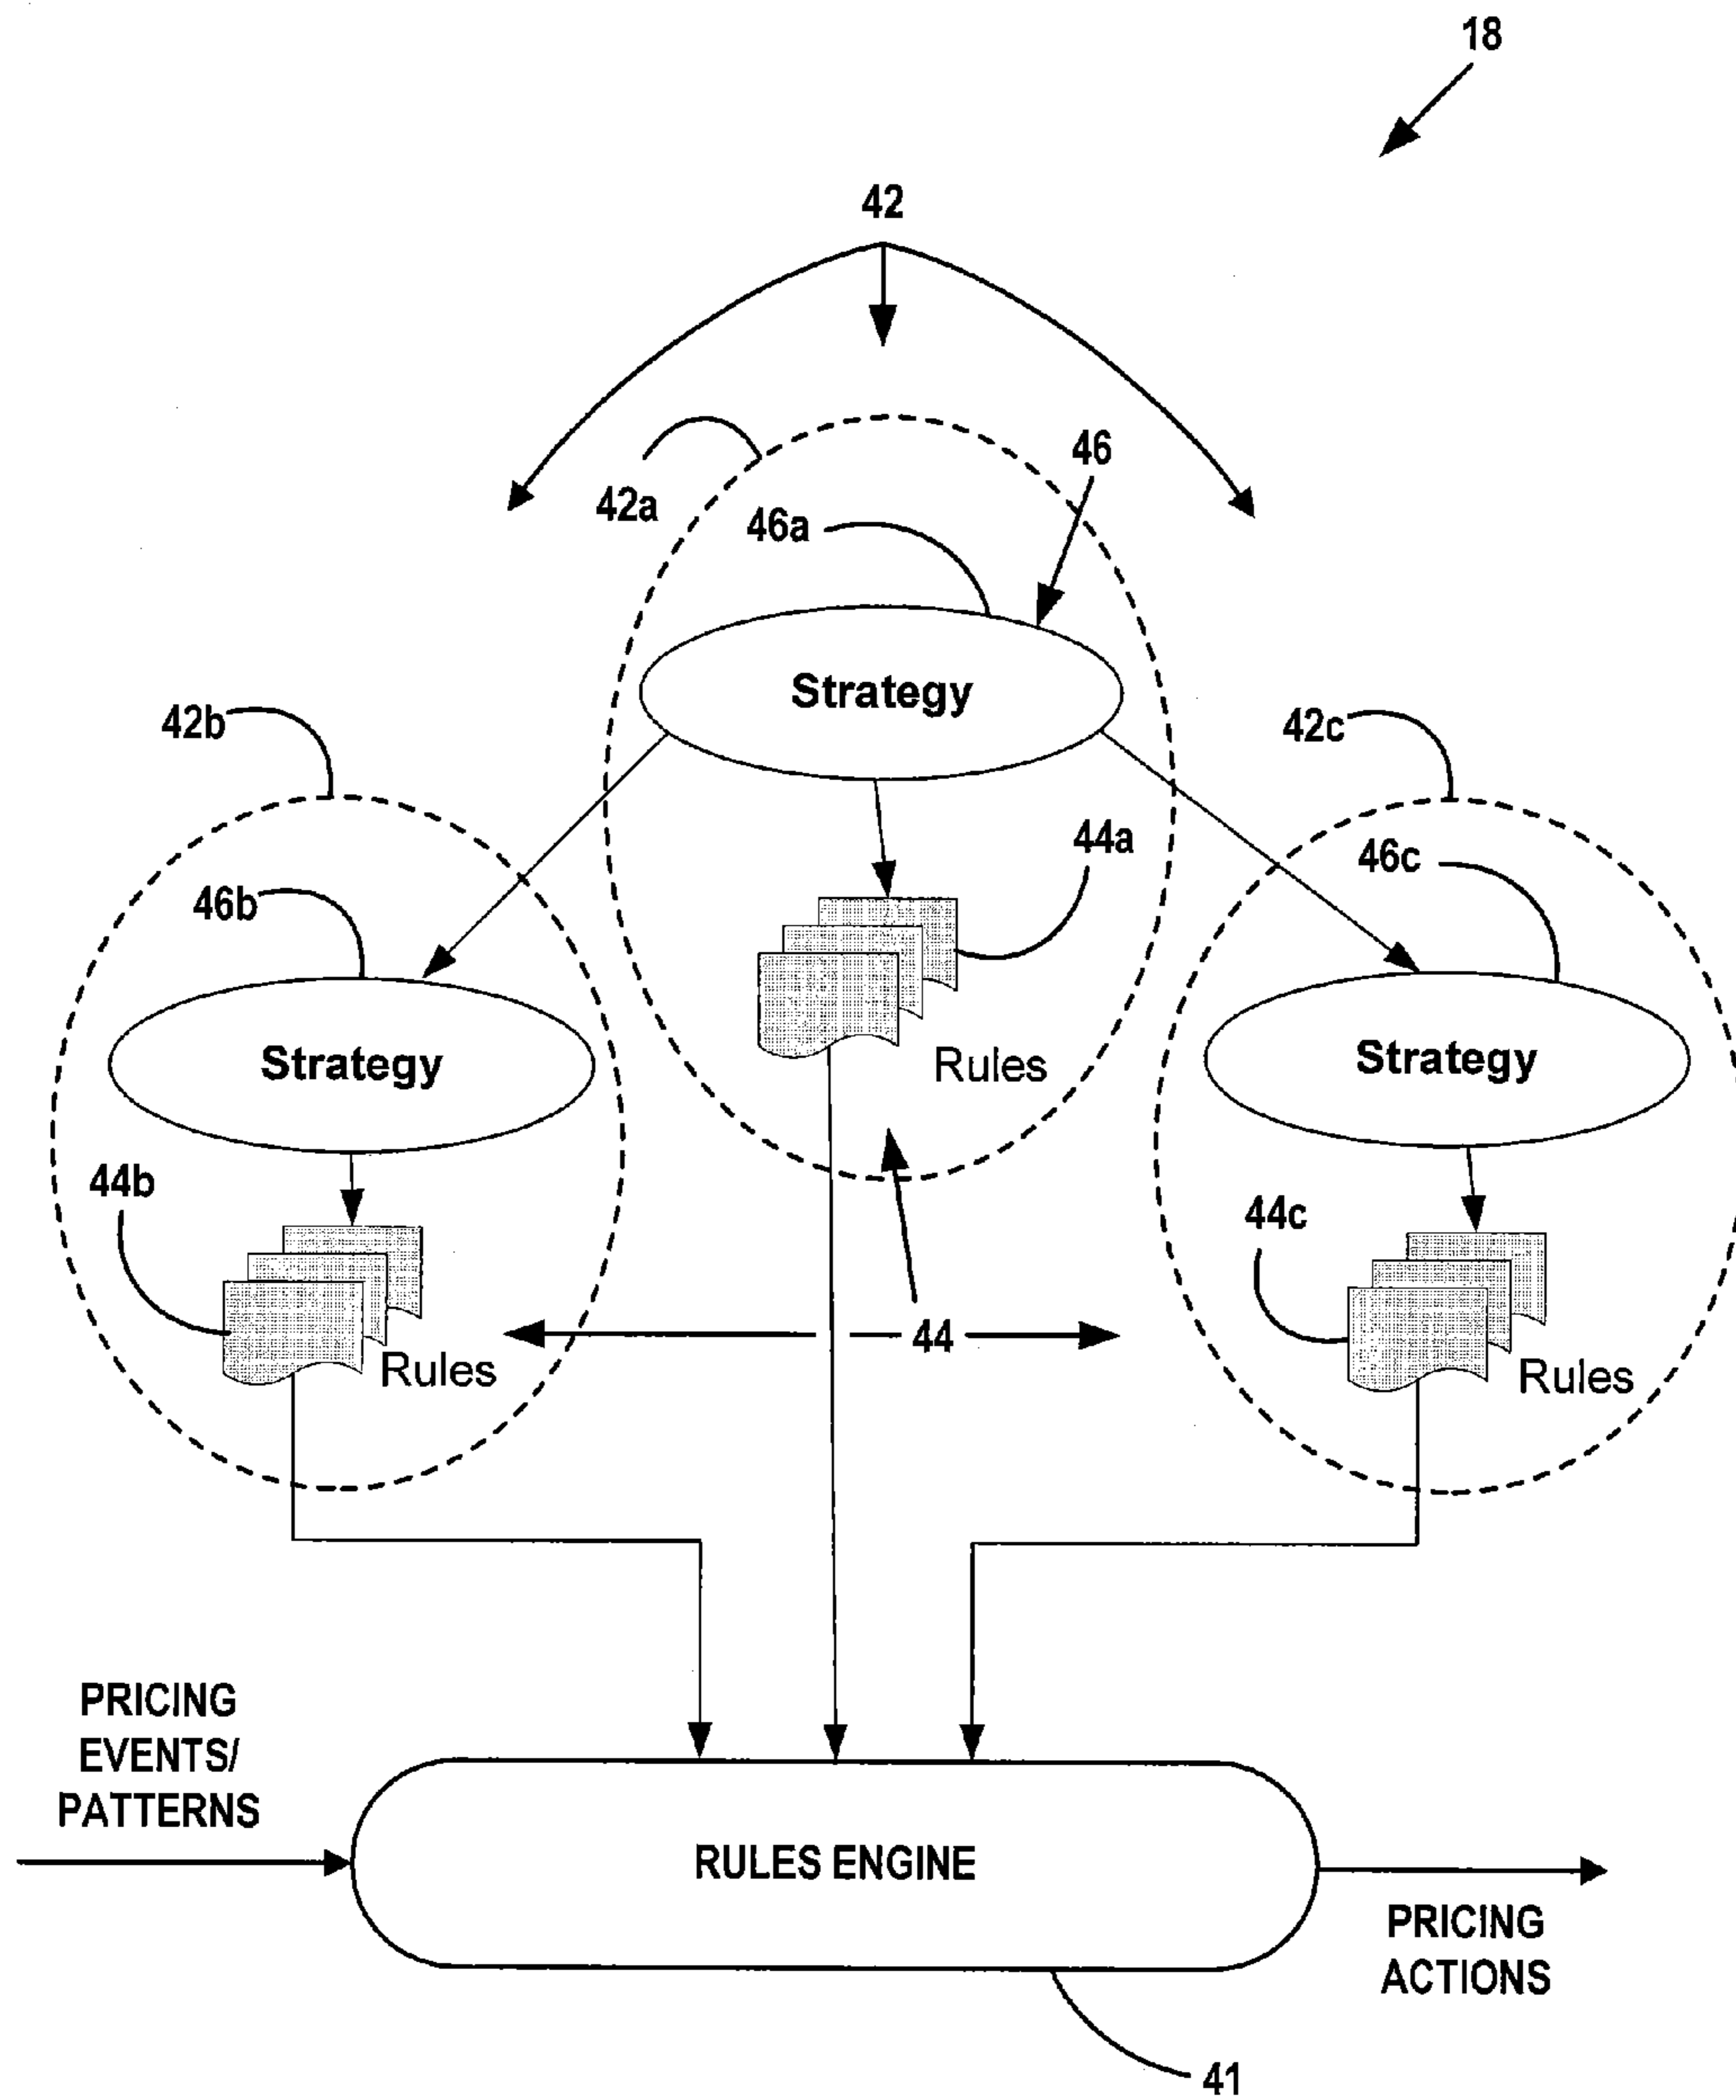 18
42
42a
46
46a
Strategy
42b
42c
44a
46c
46b
Rules
Strategy
Strategy
44b
44c
44
Rules
Rules
PRICING
EVENTS/
PATTERNS
RULES ENGINE
PRICING
ACTIONS
41